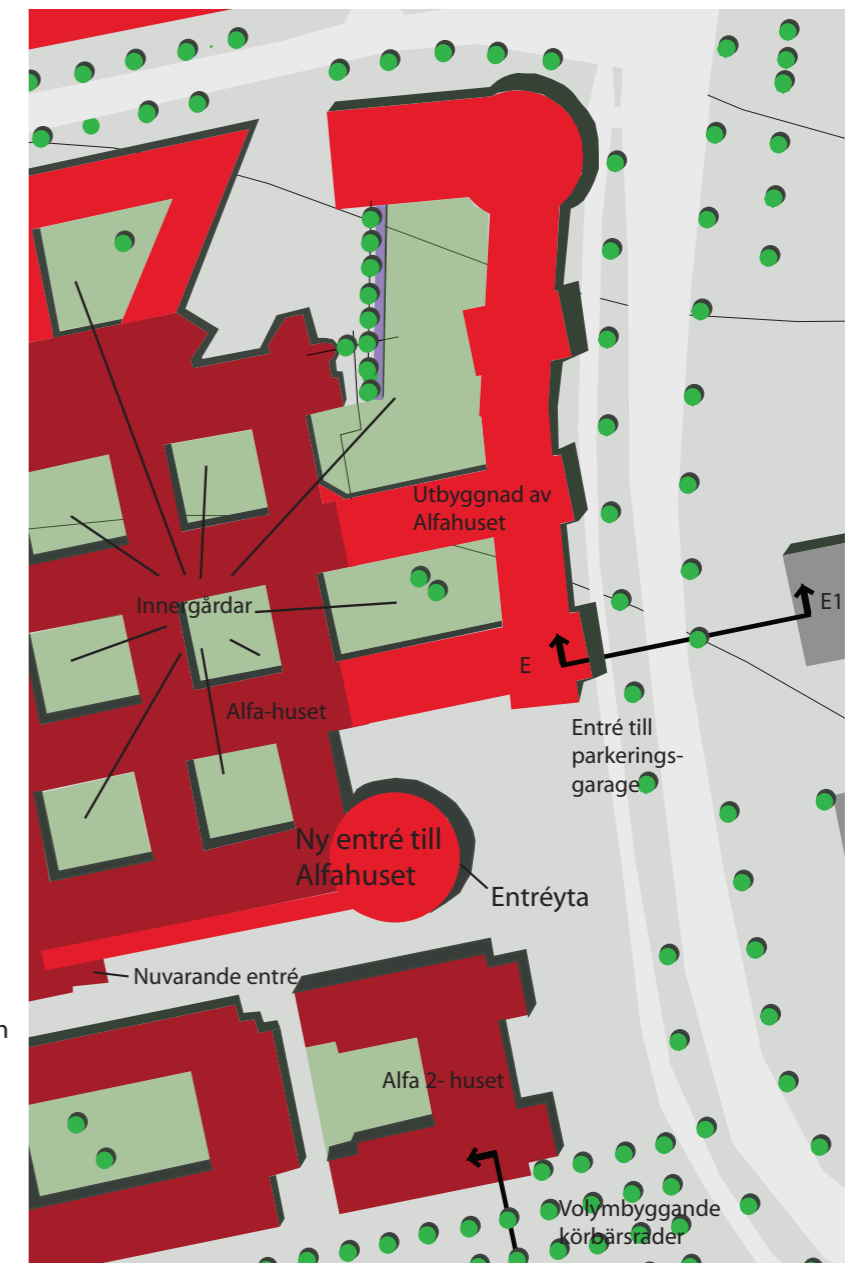 Utbyggnad av
Alfahuset
Innergårdar
E1
E
Alfa-huset
Entré till
parkerings-
garage
Ny entré till
Alfahuset
Entréyta
Nuvarande entré
n
Alfa 2- huset
Volymbyggande
körbärsrader